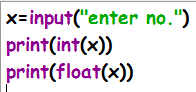 x=input("enter no.")
print(int(x))
print(float(x))